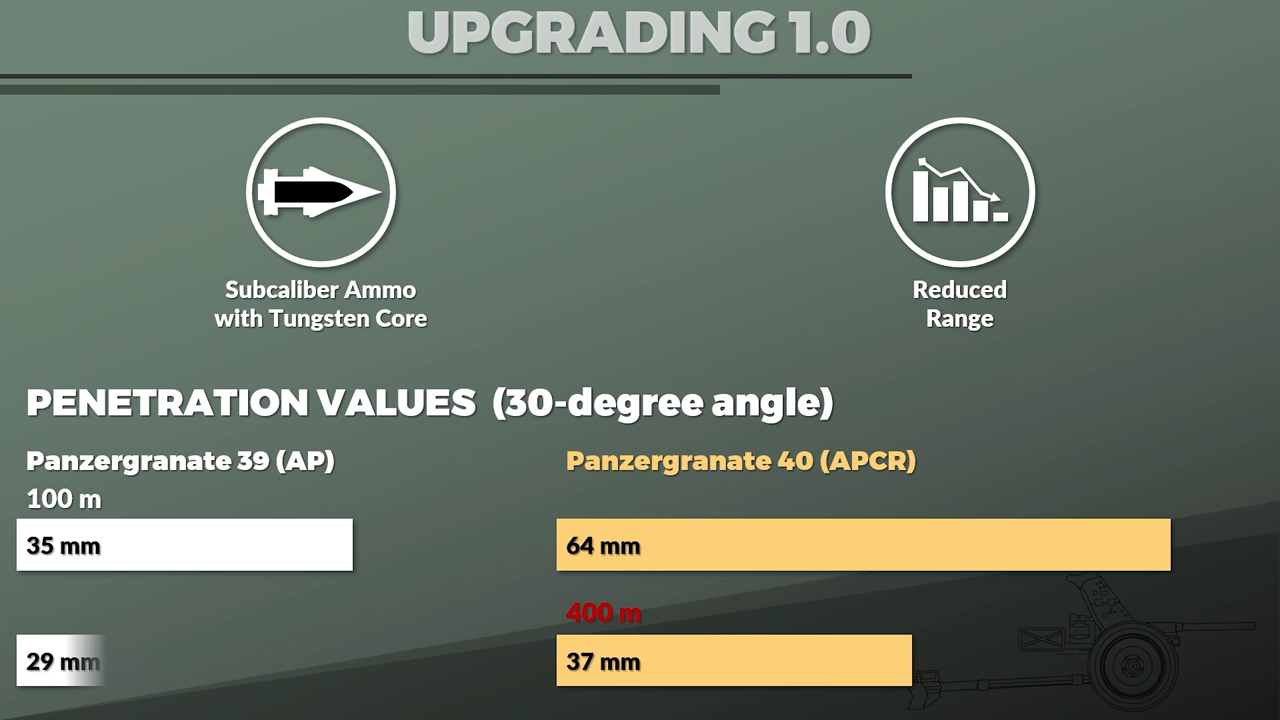 UPGRADING 1.0
Subcaliber Ammo
with Tungsten Core
Reduced
Range
PENETRATION VALUES (30-degree angle)
Panzergranate 39 (AP)
Panzergranate 40 (APCR)
100 m
35 mm
64 mm
400 m
29 mm
37 mm